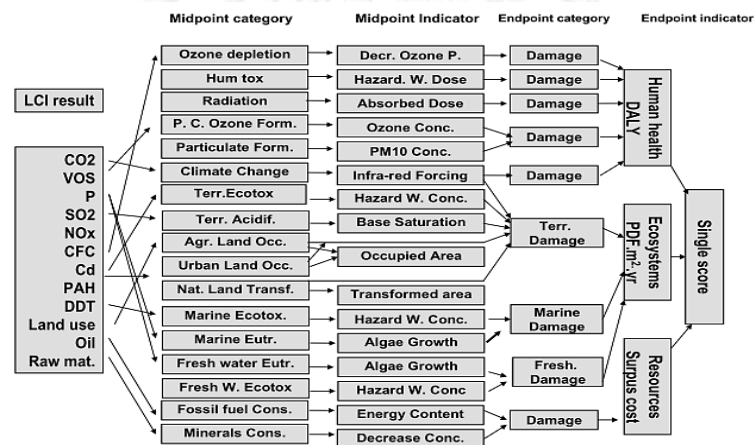 Midpoint category Midpoint Indicator Endpoint category Endpoint indicator
LCI result
CO2
VOS
P
SO2
NOx
CFC
Cd
PAH
DDT
Land use
Oil
Raw mat.
Ozone depletion
Hum tox
Radiation
P. C. Ozone Form.
Particulate Form.
Climate Change
Terr.Ecotox
Terr. Acidif.
Agr. Land Occ.
Urban Land Occ.
Nat. Land Transf.
Marine Ecotox.
Marine Eutr.
Fresh water Eutr.
Fresh W. Ecotox
Fossil fuel Cons.
Minerals Cons.
Decr. Ozone P.
Hazard. W. Dose
Absorbed Dose
Ozone Conc.
PM10 Conc.
Infra-red Forcing
Hazard W. Conc.
Base Saturation
Occupied Area
Transformed area
Hazard W. Conc.
Algae Growth
Algae Growth
Hazard W. Conc
Energy Content
Decrease Conc.
Damage
Damage
Damage
Damage
Damage
Terr.
Damage
Marine
Damage
Fresh.
Damage
Damage
Human health
DALY
Ecosystems
PDF.m².yr
Resources
Surpus cost
Single score